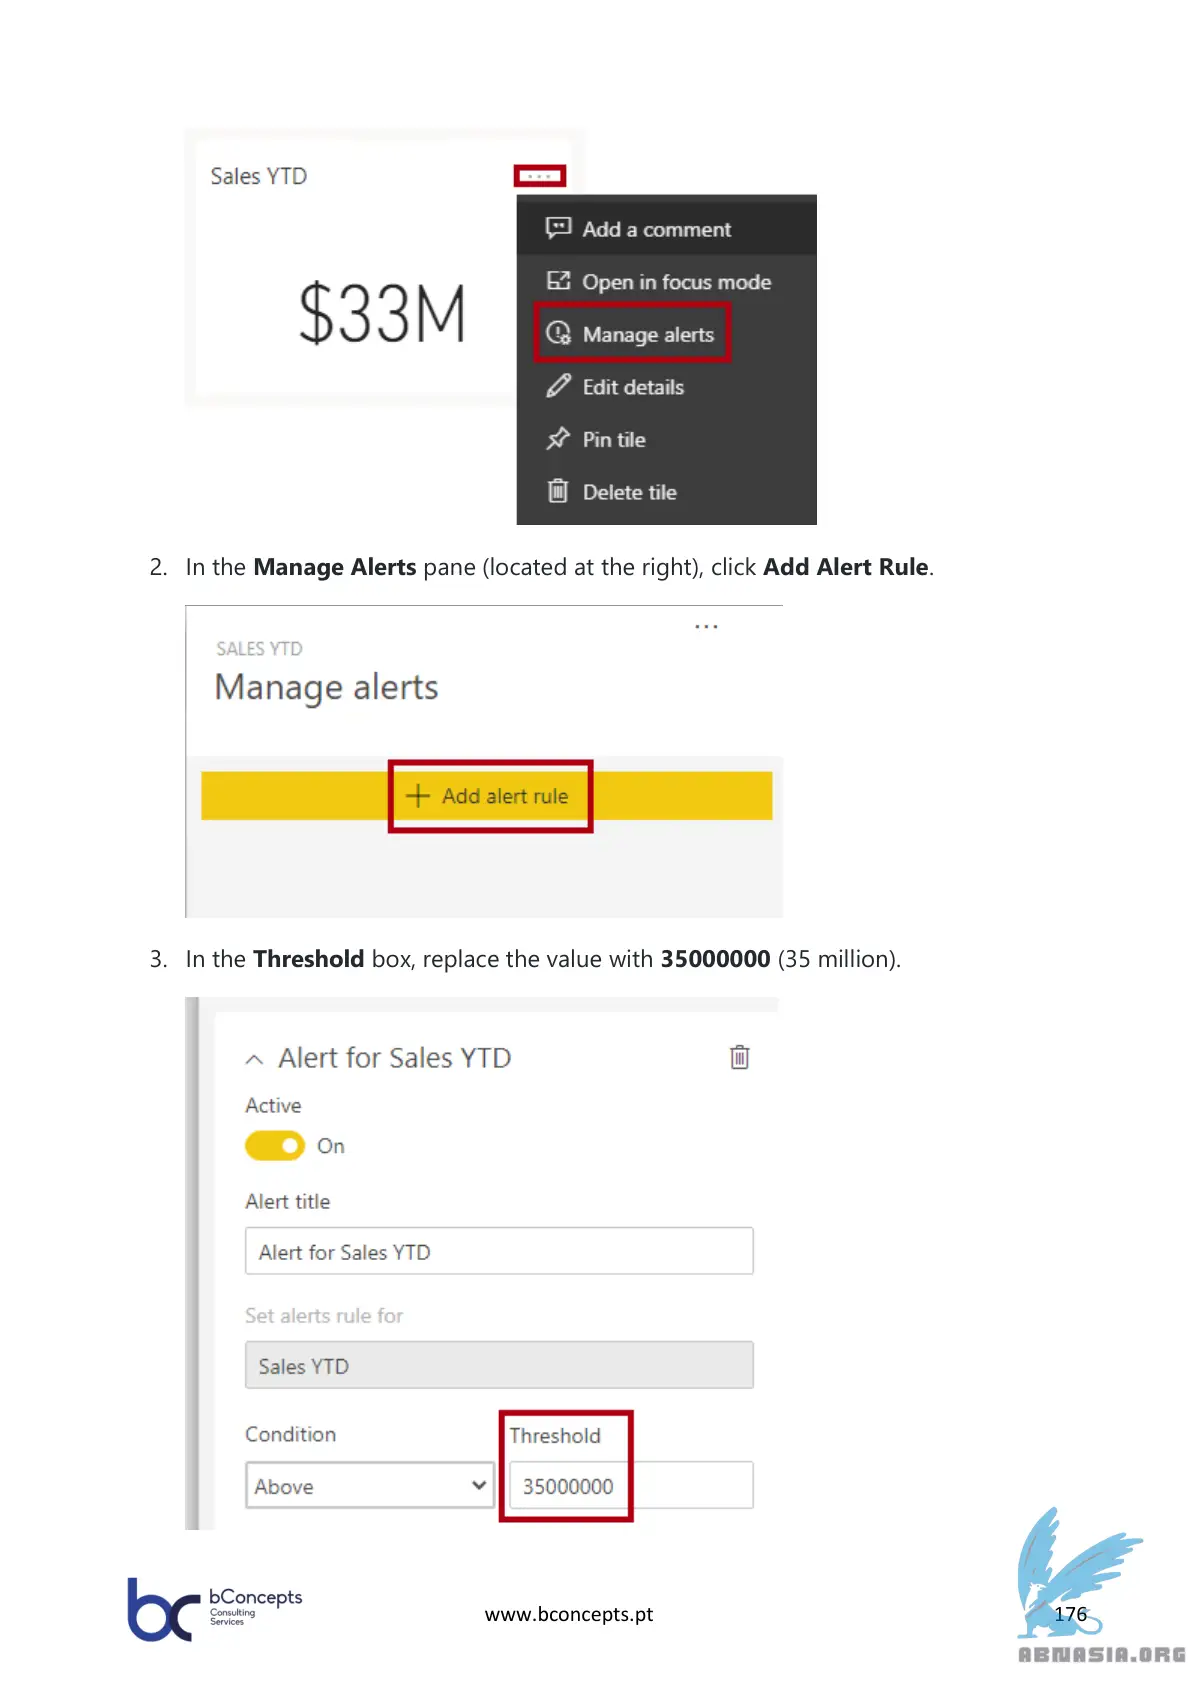 Sales YTD
...
$33M
Add a comment
Open in focus mode
Manage alerts
Edit details
Pin tile
Delete tile
2. In the Manage Alerts pane (located at the right), click Add Alert Rule.
...
SALES YTD
Manage alerts
+ Add alert rule
3. In the Threshold box, replace the value with 35000000 (35 million).
Alert for Sales YTD
Active
On
Alert title
Alert for Sales YTD
Set alerts rule for
Sales YTD
Condition
Threshold
Above
35000000
bc bConcepts
Consulting
Services
www.bconcepts.pt
176
ABNASIA.ORG